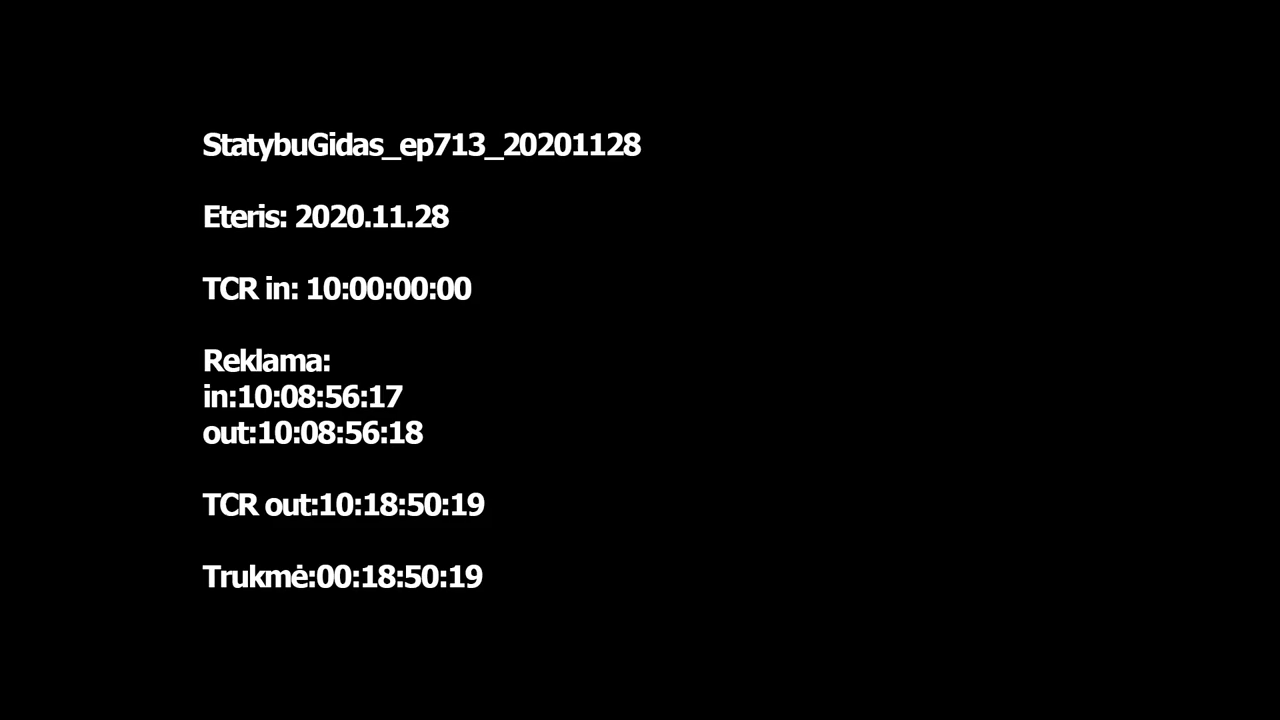 StatybuGidas_ep713_20201128
Eteris: 2020.11.28
TCR in: 10:00:00:00
Reklama:
in:10:08:56:17
out:10:08:56:18
TCR out:10:18:50:19
Trukmė:00:18:50:19